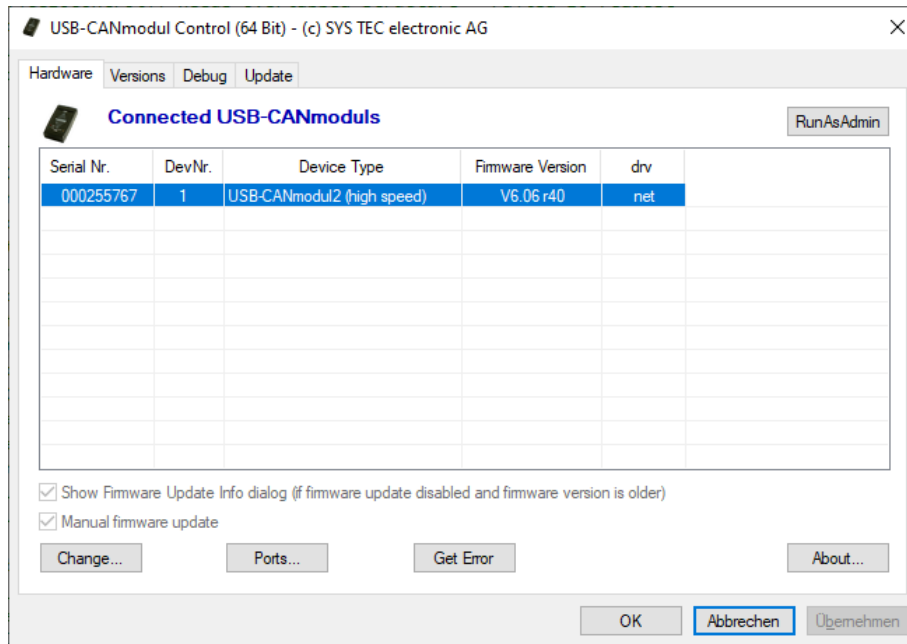 USB-CANmodul Control (64 Bit) - (c) SYS TEC electronic AG
Hardware Versions Debug Update
Connected USB-CANmoduls
RunAsAdmin
Serial Nr. DevNr. Device Type Firmware Version drv
000255767 1 USB-CANmodul2 (high speed) V6.06 r40 net
Show Firmware Update Info dialog (if firmware update disabled and firmware version is older)
Manual firmware update
Change... Ports... Get Error About...
OK Abbrechen Übernehmen